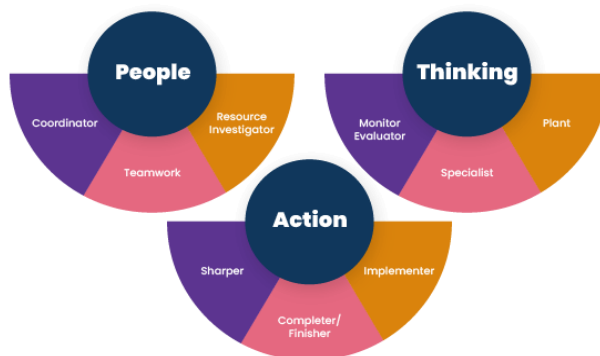 People
Coordinator
Resource
Investigator
Teamwork
Thinking
Monitor
Evaluator
Plant
Specialist
Action
Sharper
Implementer
Completer/
Finisher